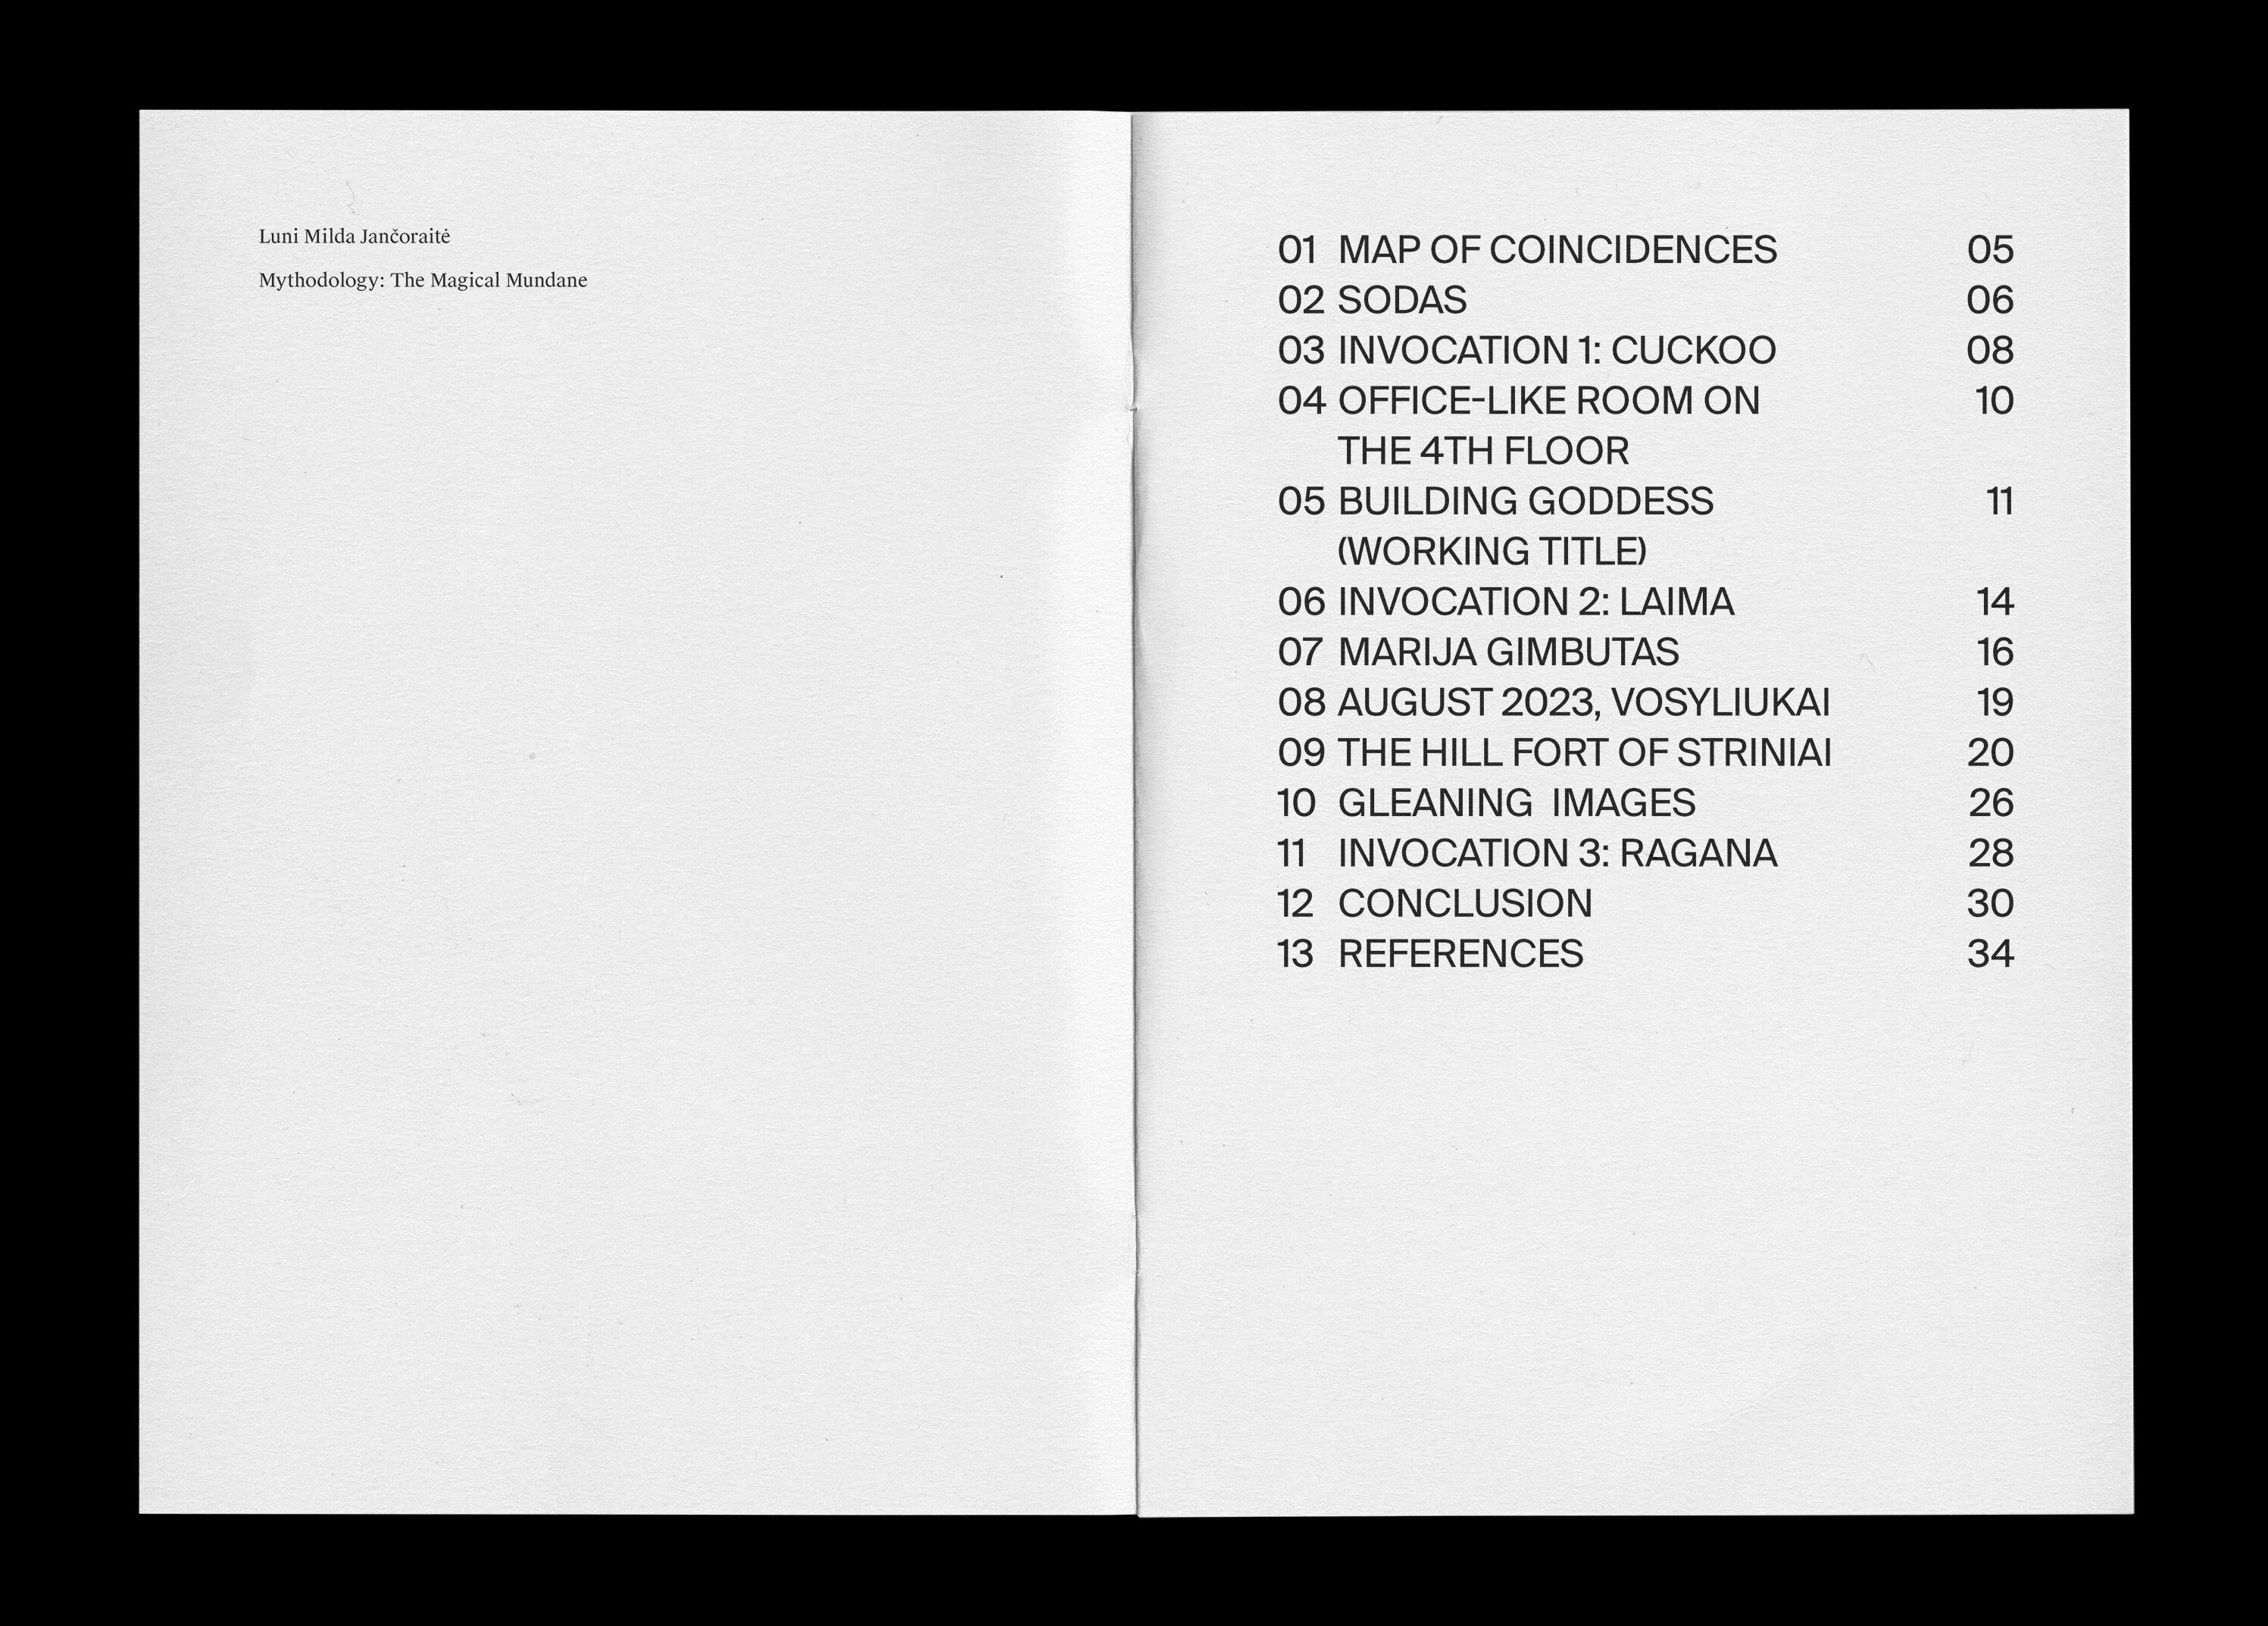 Luni Milda Jančoraitė
Mythodology: The Magical Mundane
01 MAP OF COINCIDENCES 05
02 SODAS 06
03 INVOCATION 1: CUCKOO 08
04 OFFICE-LIKE ROOM ON 10
THE 4TH FLOOR
05 BUILDING GODDESS 11
(WORKING TITLE)
06 INVOCATION 2: LAIMA 14
07 MARIJA GIMBUTAS 16
08 AUGUST 2023, VOSYLIUKAI 19
09 THE HILL FORT OF STRINIAI 20
10 GLEANING IMAGES 26
11 INVOCATION 3: RAGANA 28
12 CONCLUSION 30
13 REFERENCES 34